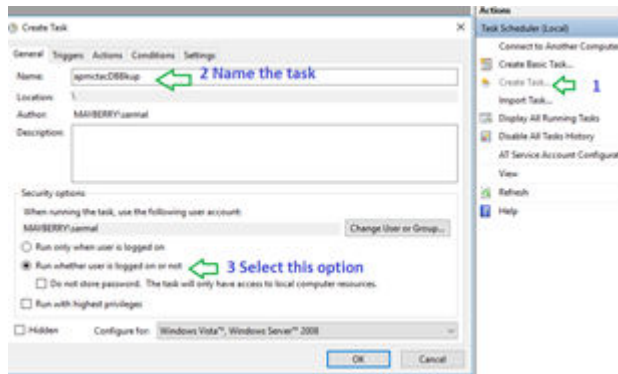 Create Task
General Triggers Actions Conditions Settings
Name: apmctacDBBkup
2 Name the task
Location: \
Author: MAYBERRY\sanmal
Description:
Security options
When running the task, use the following user account:
MAYBERRY\sanmal
Change User or Group...
Run only when user is logged on
Run whether user is logged on or not
3 Select this option
Do not store password. The task will only have access to local computer resources.
Run with highest privileges
Hidden
Configure for: Windows Vista™, Windows Server™ 2008
OK Cancel
Actions
Task Scheduler (Local)
Connect to Another Compute
Create Basic Task...
Create Task...
1
Import Task...
Display All Running Tasks
Disable All Tasks History
AT Service Account Configurat
View
Refresh
Help